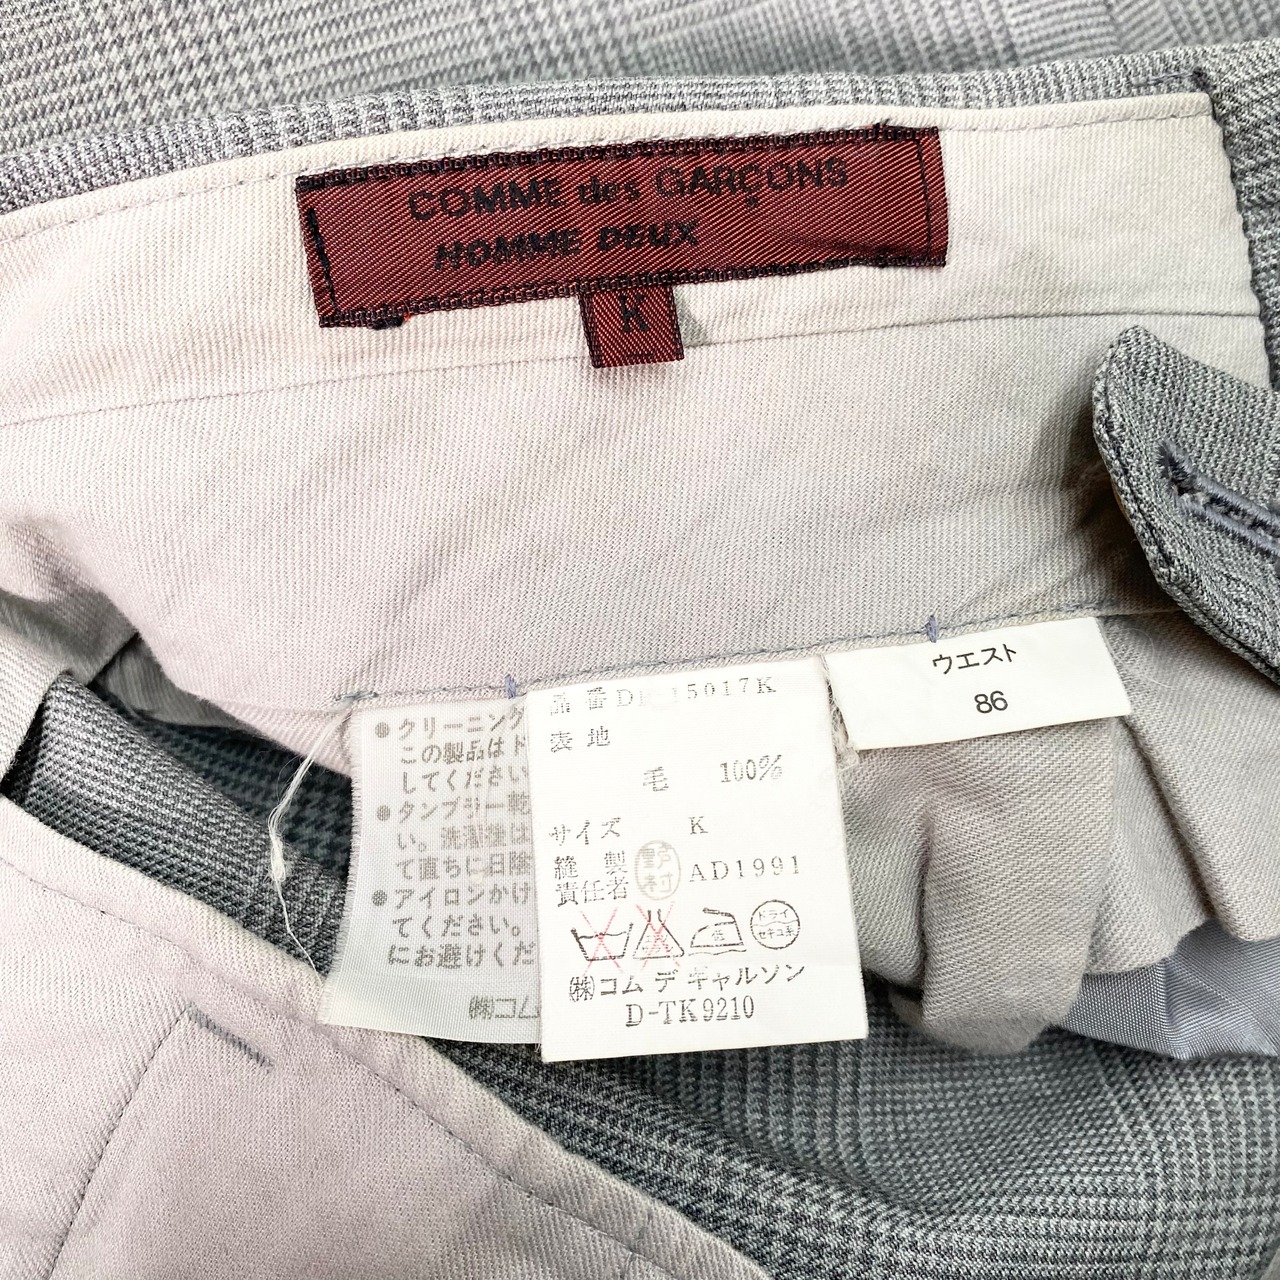 COMME des GARÇONS
HOMME DEUX
K
ウエスト
86
品番 D 15017K
表地
毛 100%
サイズ K
縫製
責任者
野村
AD1991
ドライ
セキユ系
㈱コム デ ギャルソン
D-TK9210
●クリーニング
この製品はド
してください
●タンブラー乾
い。洗濯後は
て直ちに日陰
●アイロンかけ
てください。
にお避けくだ
㈱コム